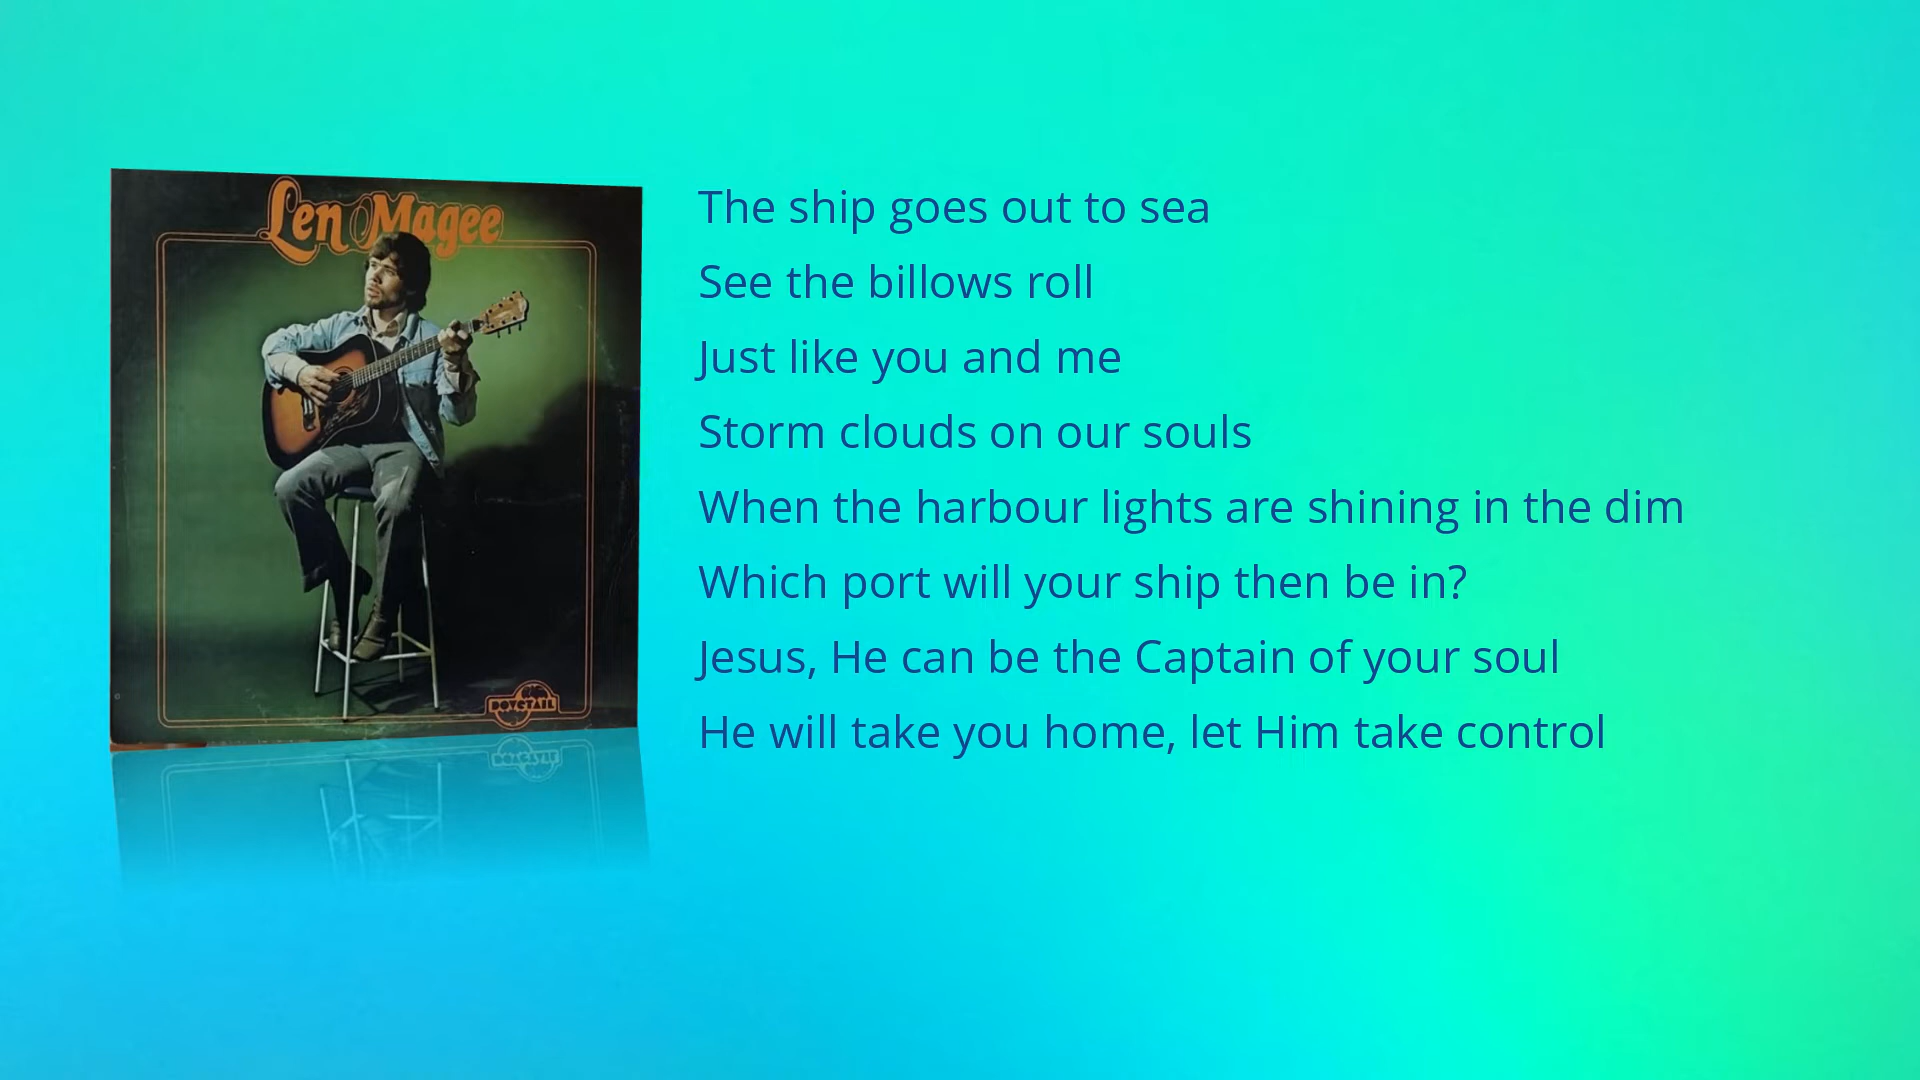 Len Magee
DOVETAIL
The ship goes out to sea
See the billows roll
Just like you and me
Storm clouds on our souls
When the harbour lights are shining in the dim
Which port will your ship then be in?
Jesus, He can be the Captain of your soul
He will take you home, let Him take control